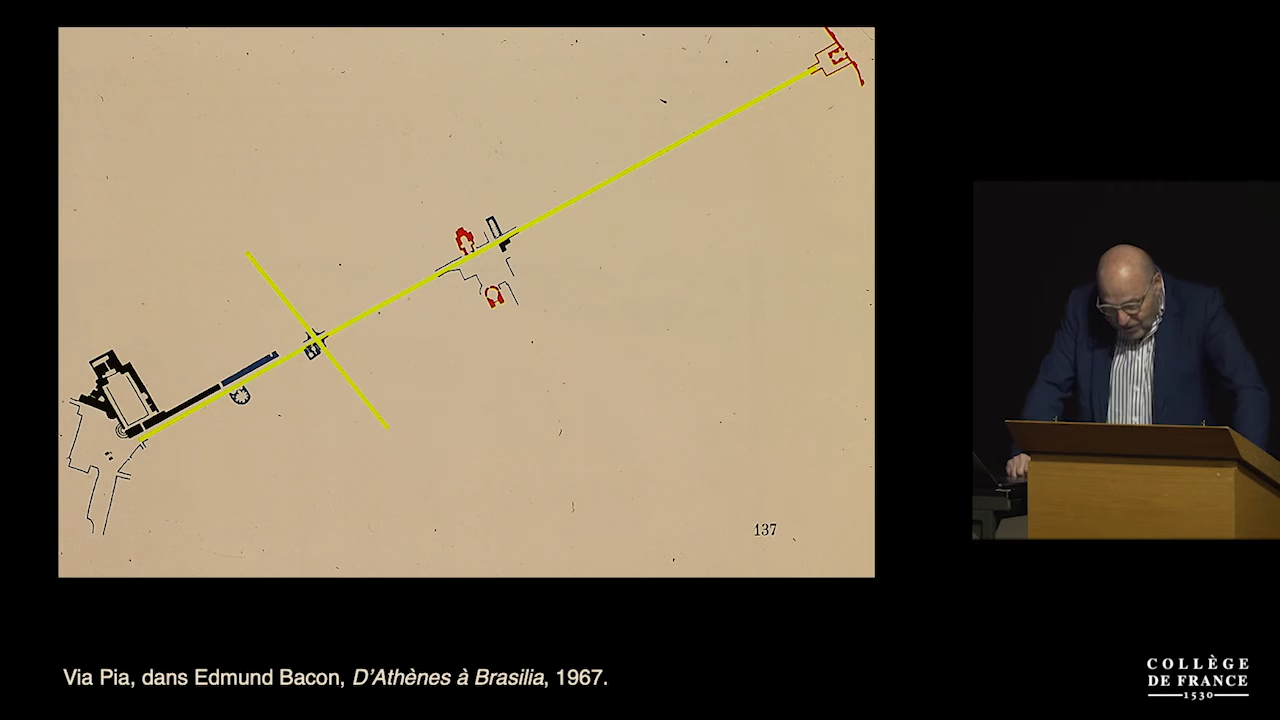 137
Via Pia, dans Edmund Bacon, D’Athènes à Brasilia, 1967.
COLLÈGE
DE FRANCE
1530